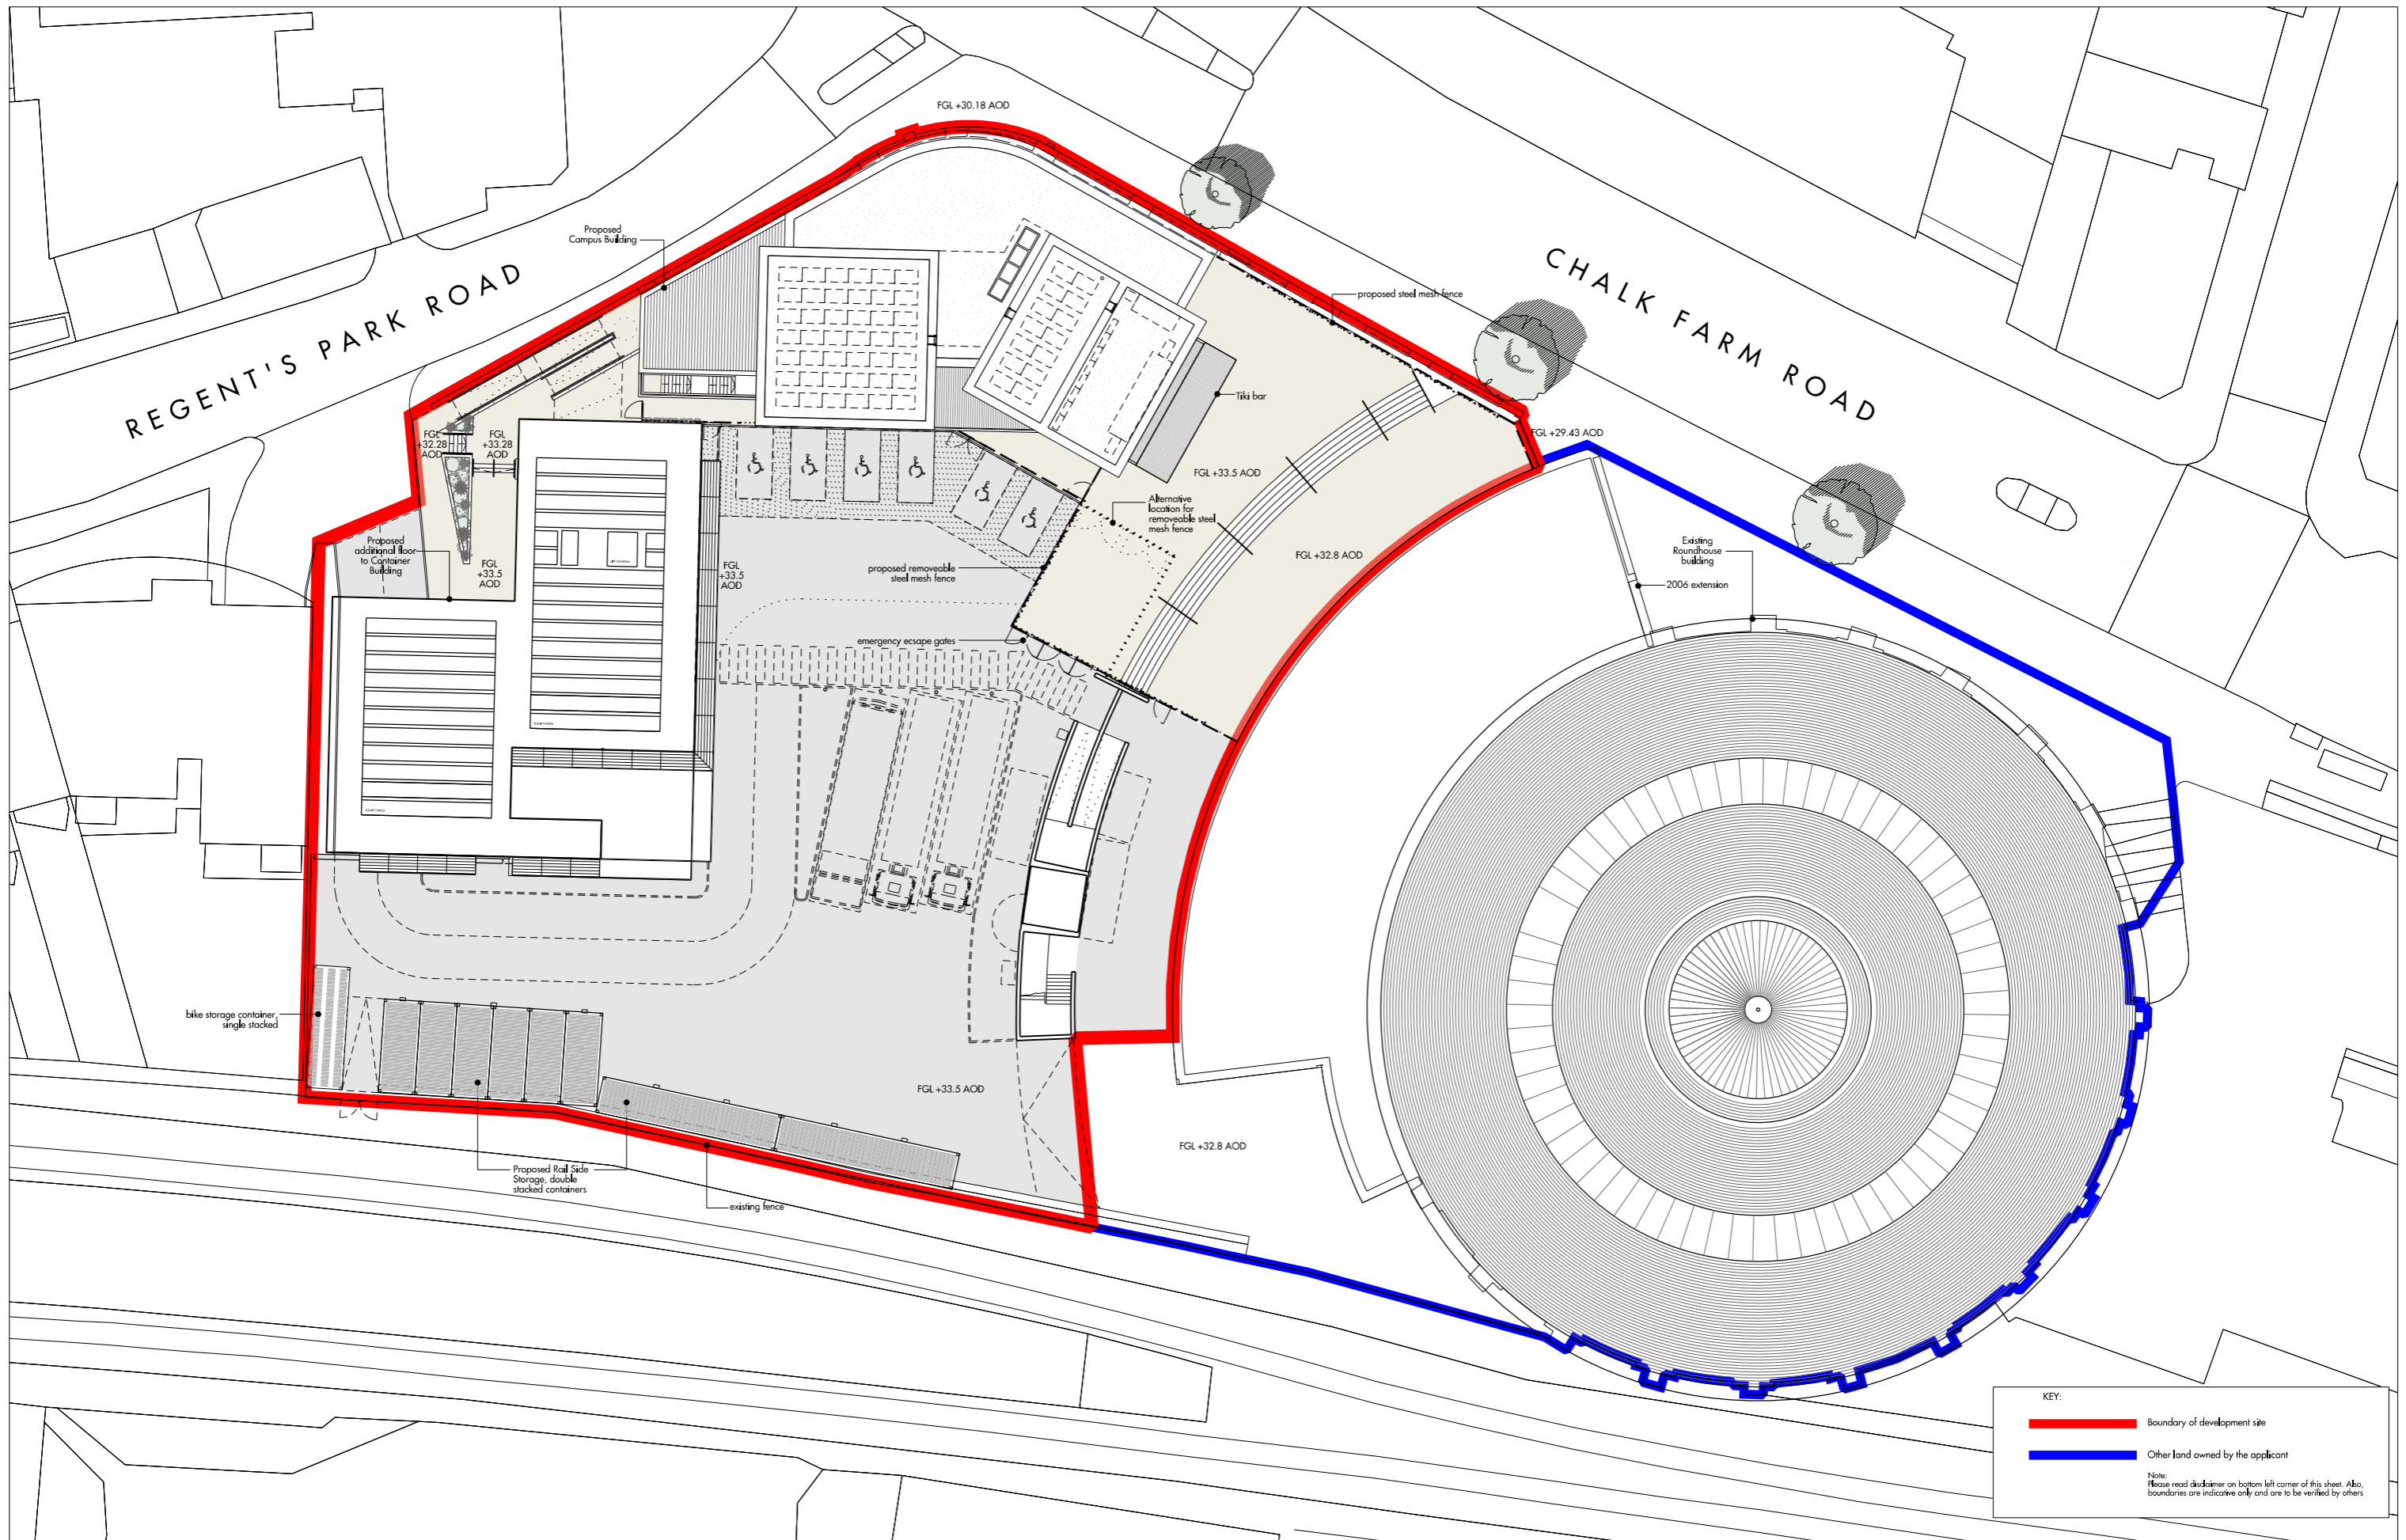 FGL +30.18 AOD
Proposed
Campus Building
REGENT'S PARK ROAD
CHALK FARM ROAD
proposed steel mesh fence
Tiki bar
FGL
+32.28
AOD
FGL
+33.28
AOD
FGL +29.43 AOD
FGL +33.5 AOD
Alternative
location for
removeable steel
mesh fence
Proposed
additional floor
to Container
Building
FGL
+33.5
AOD
FGL
+33.5
AOD
proposed removeable
steel mesh fence
FGL +32.8 AOD
Existing
Roundhouse
building
2006 extension
emergency ecsape gates
bike storage container,
single stacked
FGL +33.5 AOD
FGL +32.8 AOD
Proposed Rail Side
Storage, double
stacked containers
existing fence
KEY:
Boundary of development site
Other land owned by the applicant
Note:
Please read disclaimer on bottom left corner of this sheet. Also,
boundaries are indicative only and are to be verified by others